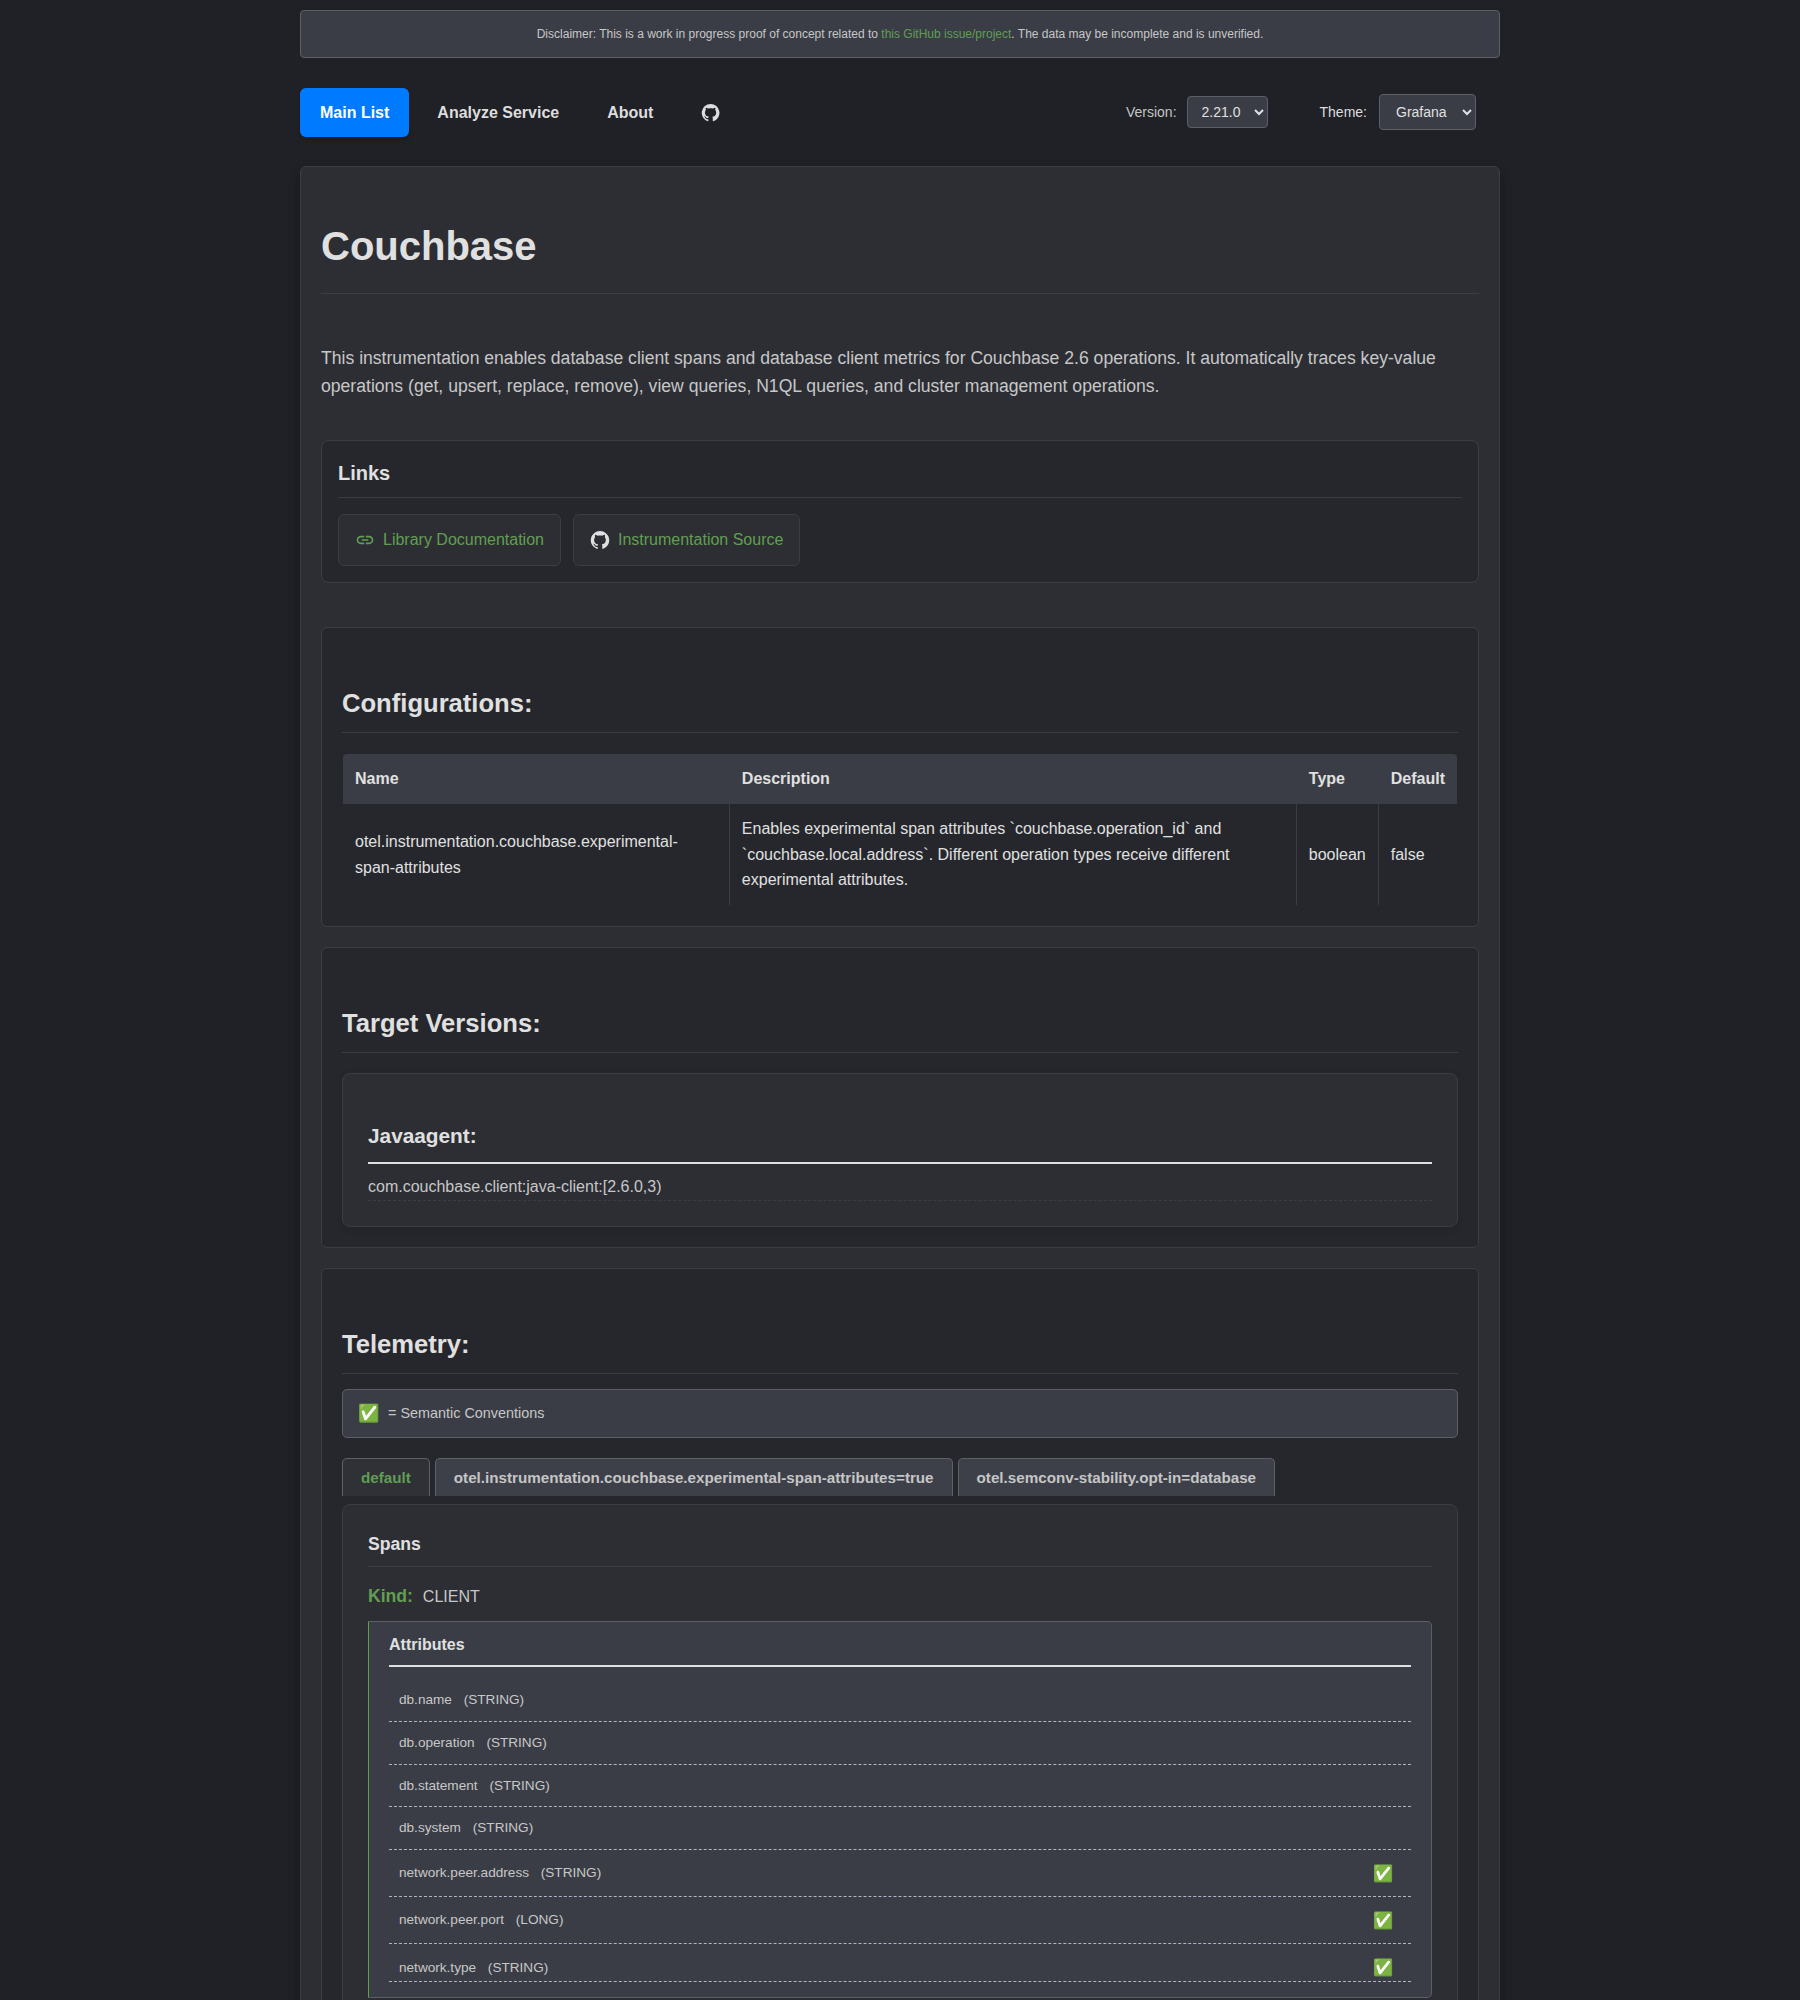 Disclaimer: This is a work in progress proof of concept related to this GitHub issue/project. The data may be incomplete and is unverified.
Main List
Analyze Service
About
Version:
2.21.0
Theme:
Grafana
Couchbase
This instrumentation enables database client spans and database client metrics for Couchbase 2.6 operations. It automatically traces key-value
operations (get, upsert, replace, remove), view queries, N1QL queries, and cluster management operations.
Links
Library Documentation
Instrumentation Source
Configurations:
Name
Description
Type
Default
otel.instrumentation.couchbase.experimental-
span-attributes
Enables experimental span attributes `couchbase.operation_id` and
`couchbase.local.address`. Different operation types receive different
experimental attributes.
boolean
false
Target Versions:
Javaagent:
com.couchbase.client:java-client:[2.6.0,3)
Telemetry:
✅ = Semantic Conventions
default
otel.instrumentation.couchbase.experimental-span-attributes=true
otel.semconv-stability.opt-in=database
Spans
Kind: CLIENT
Attributes
db.name (STRING)
db.operation (STRING)
db.statement (STRING)
db.system (STRING)
network.peer.address (STRING) ✅
network.peer.port (LONG) ✅
network.type (STRING) ✅